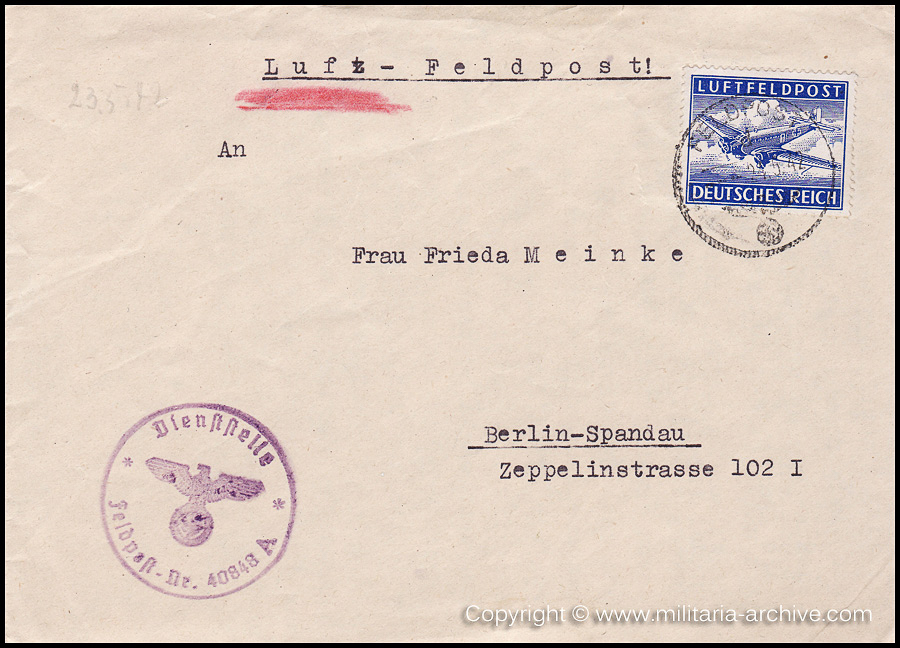 Luft - Feldpost!
An
LUFTFELDPOST
DEUTSCHES REICH
Frau Frieda Meinke
Berlin-Spandau
Zeppelinstrasse 102 I
Dienststelle
Feldpost-Nr. 40848 A
Copyright © www.militaria-archive.com